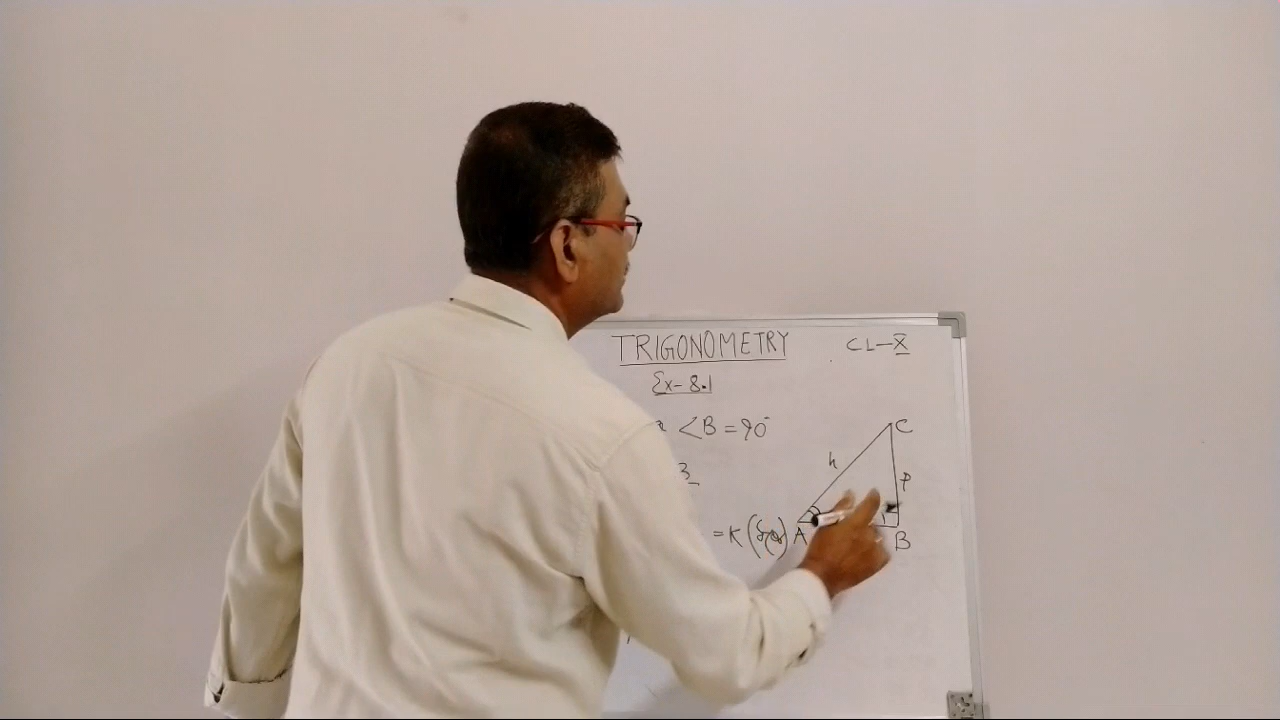 TRIGONOMETRY CL-X
Ex-8.1
<B = 90°
3
C
h
p
= K A
B